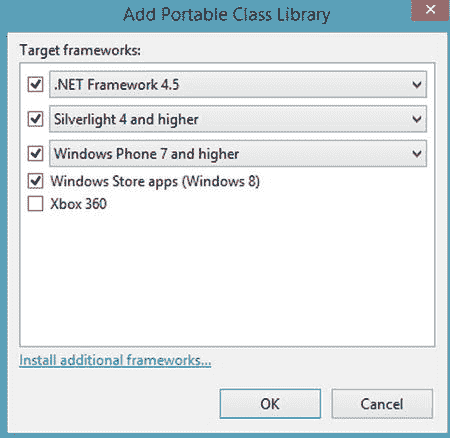 Add Portable Class Library
Target frameworks:
.NET Framework 4.5
Silverlight 4 and higher
Windows Phone 7 and higher
Windows Store apps (Windows 8)
Xbox 360
Install additional frameworks...
OK
Cancel